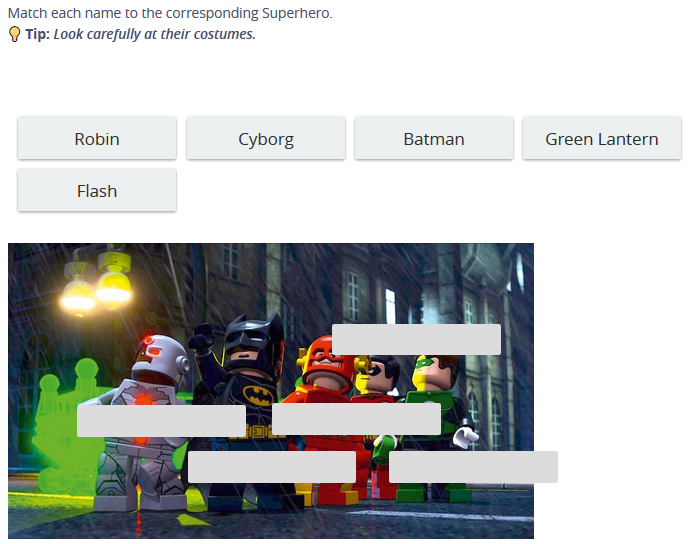 Match each name to the corresponding Superhero.
Tip: Look carefully at their costumes.
Robin
Cyborg
Batman
Green Lantern
Flash